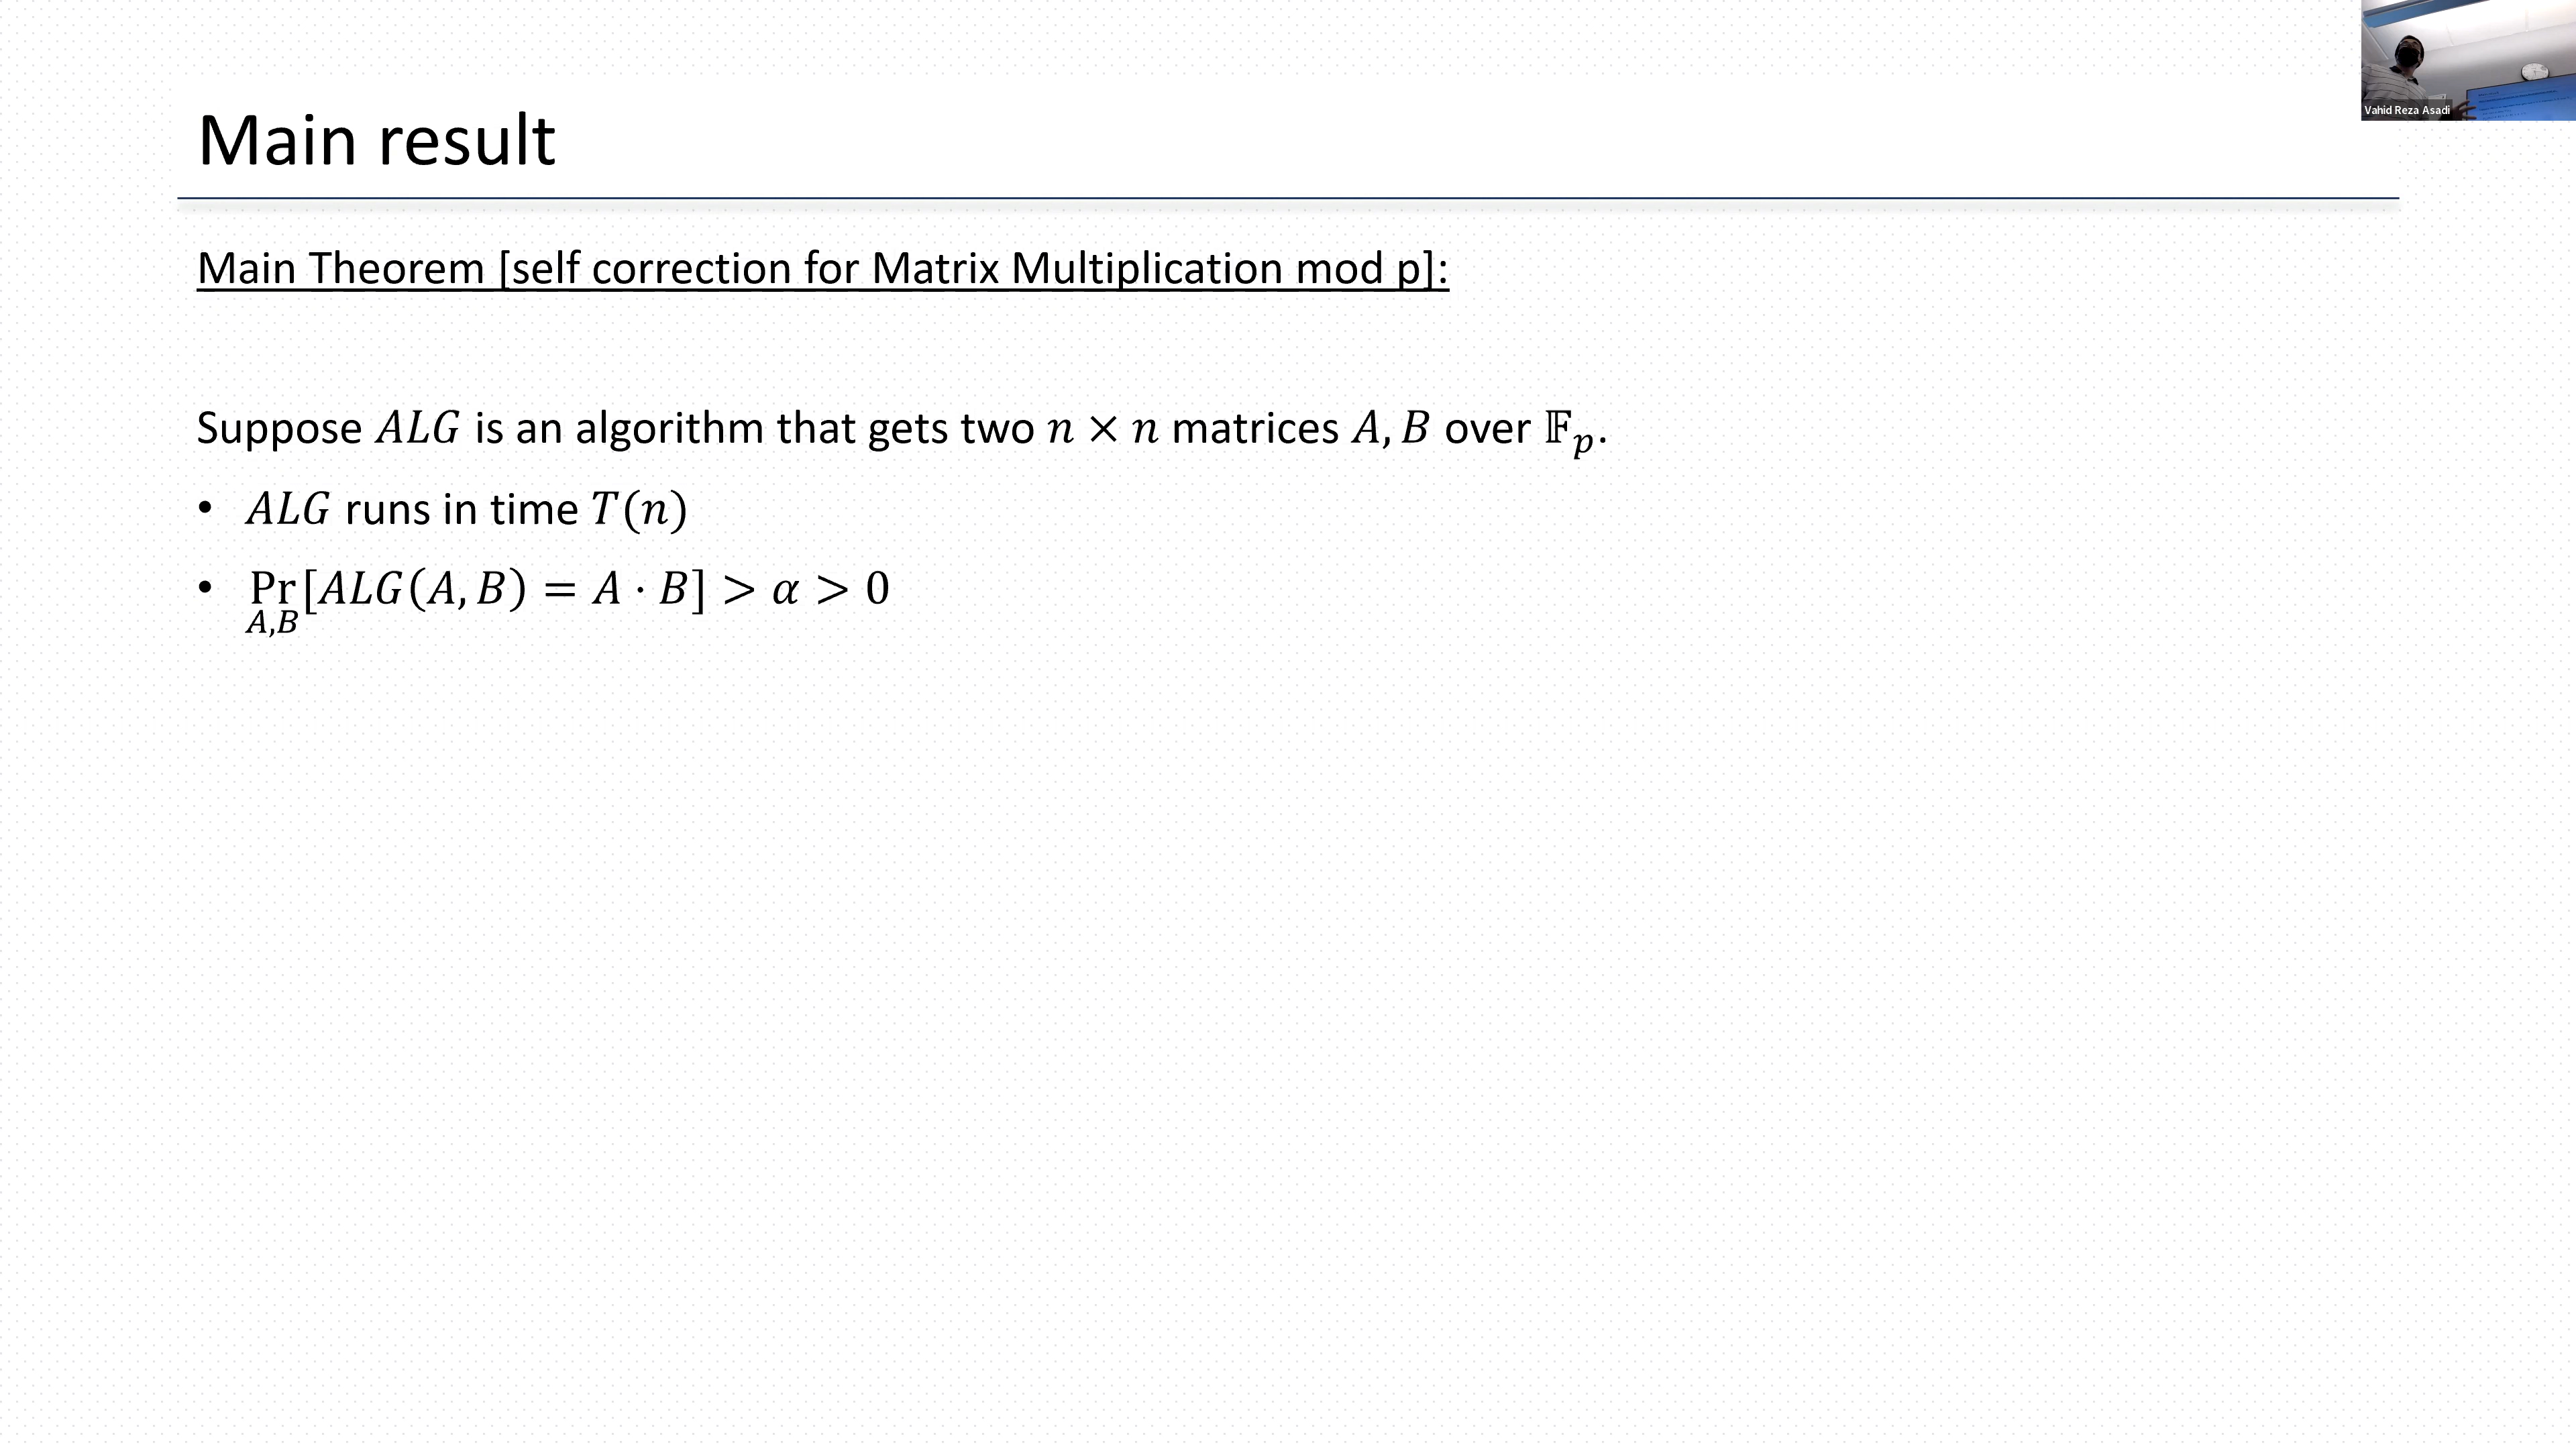 Main result
Vahid Reza Asadi
Main Theorem [self correction for Matrix Multiplication mod p]:
Suppose 𝐴𝐿𝐺 is an algorithm that gets two 𝑛 × 𝑛 matrices 𝐴, 𝐵 over 𝔽ₚ.
• 𝐴𝐿𝐺 runs in time 𝑇(𝑛)
• Pr[𝐴𝐿𝐺(𝐴, 𝐵) = 𝐴 · 𝐵] > 𝛼 > 0
𝐴,𝐵